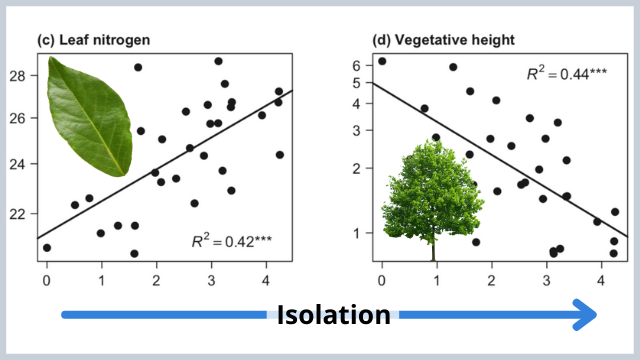 (c) Leaf nitrogen
28
26
24
22
R² = 0.42***
0 1 2 3 4
(d) Vegetative height
6
5
4
3
2
1
R² = 0.44***
0 1 2 3 4
Isolation